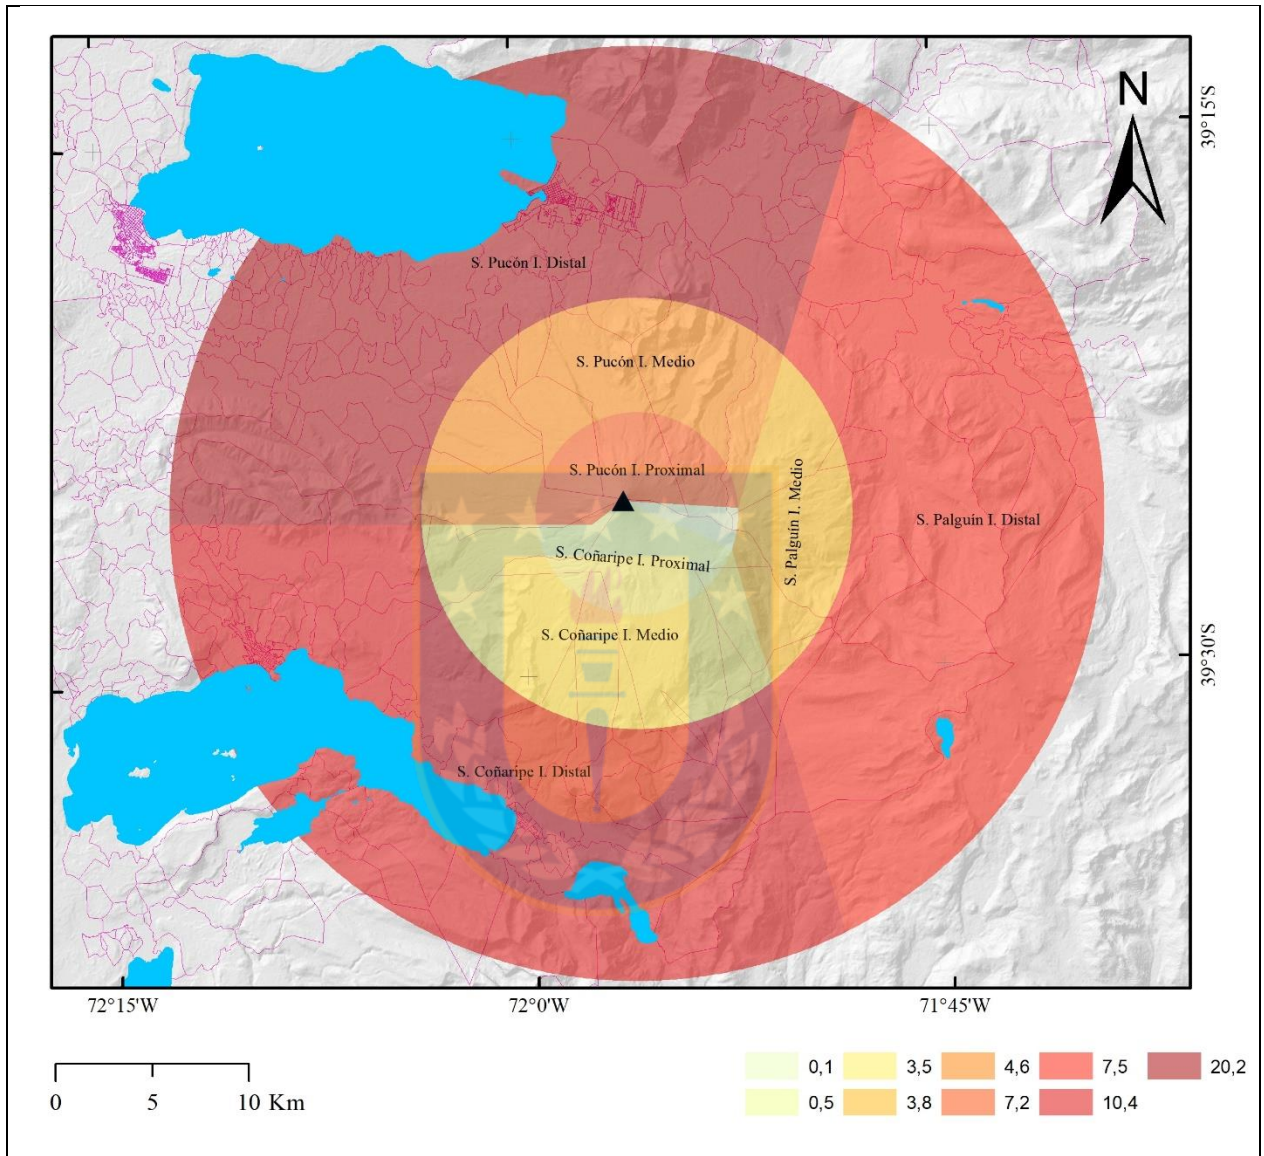 N
39°15'S
S. Pucón I. Distal
S. Pucón I. Medio
S. Pucón I. Proximal
S. Palguín I. Medio
S. Palguín I. Distal
S. Coñaripe I. Proximal
S. Coñaripe I. Medio
39°30'S
S. Coñaripe I. Distal
72°15'W 72°0'W 71°45'W
0,1 3,5 4,6 7,5 20,2
0,5 3,8 7,2 10,4
0 5 10 Km